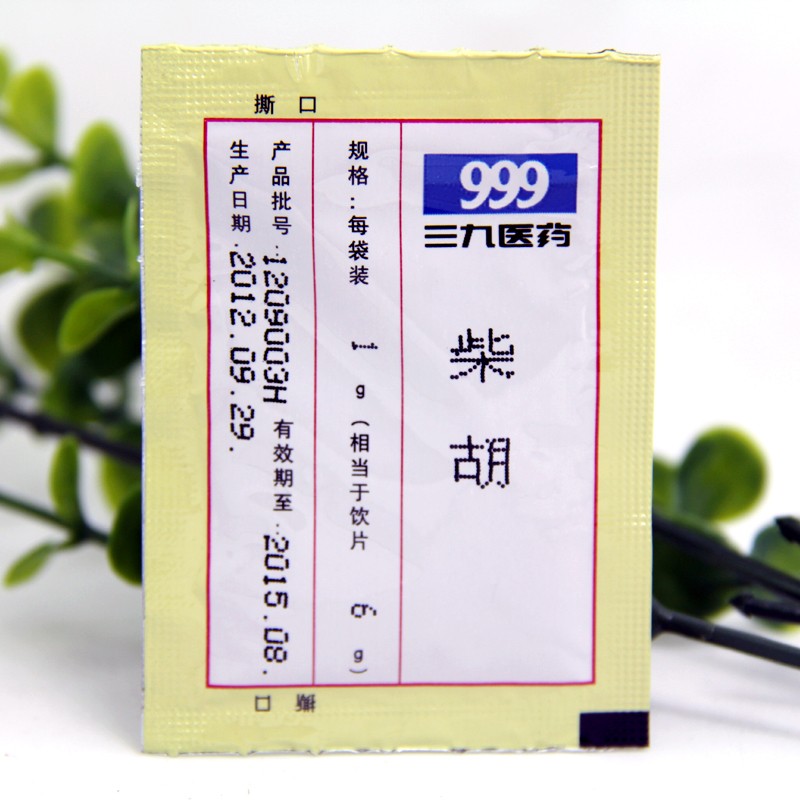 撕 口
999
三九医药
柴胡
规格：每袋装 1 g（相当于饮片 6 g）
产品批号：1209003H 有效期至：2015.08.
生产日期：2012.09.29.
撕 口